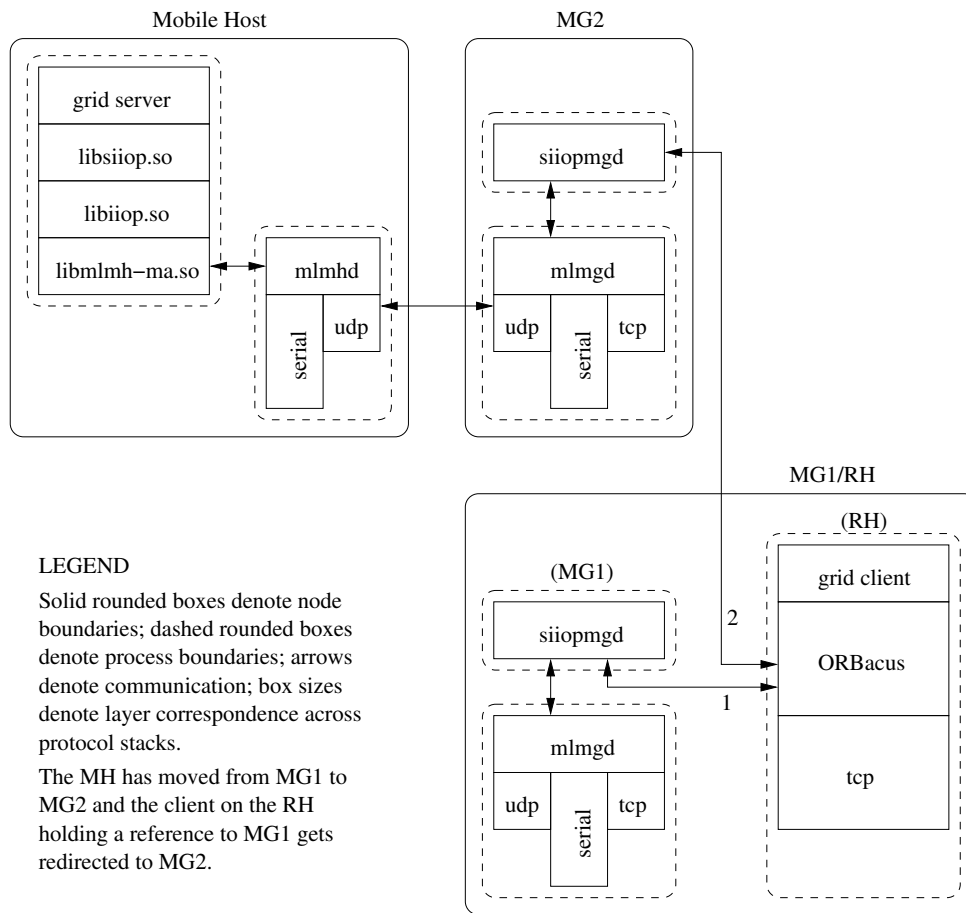 Mobile Host
MG2
grid server
libsiiop.so
libiiop.so
libmlmh−ma.so
mlmhd
serial
udp
siiopmgd
mlmgd
udp
serial
tcp
MG1/RH
(MG1)
siiopmgd
mlmgd
udp
serial
tcp
(RH)
grid client
ORBacus
tcp
2
1
LEGEND
Solid rounded boxes denote node
boundaries; dashed rounded boxes
denote process boundaries; arrows
denote communication; box sizes
denote layer correspondence across
protocol stacks.
The MH has moved from MG1 to
MG2 and the client on the RH
holding a reference to MG1 gets
redirected to MG2.